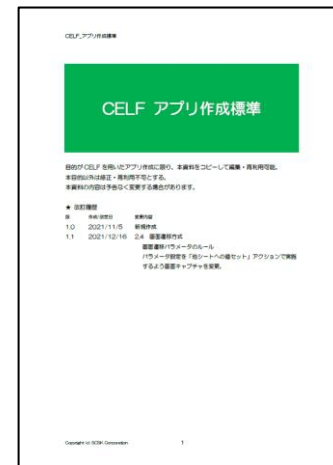 CELF_アプリ作成標準
CELF アプリ作成標準
目的がCELFを用いたアプリ作成に限り、本資料をコピーして編集・再利用可能。
本目的以外は修正・再利用不可とする。
本資料の内容は予告なく変更する場合があります。
★ 改訂履歴
版 作成/改定日 変更内容
1.0 2021/11/5 新規作成
1.1 2021/12/16 2.4 画面遷移方式
画面遷移パラメータのルール
パラメータ設定を「他シートへの値セット」アクションで実施
するよう画面キャプチャを変更。
Copyright (c) SCSK Corporation 1